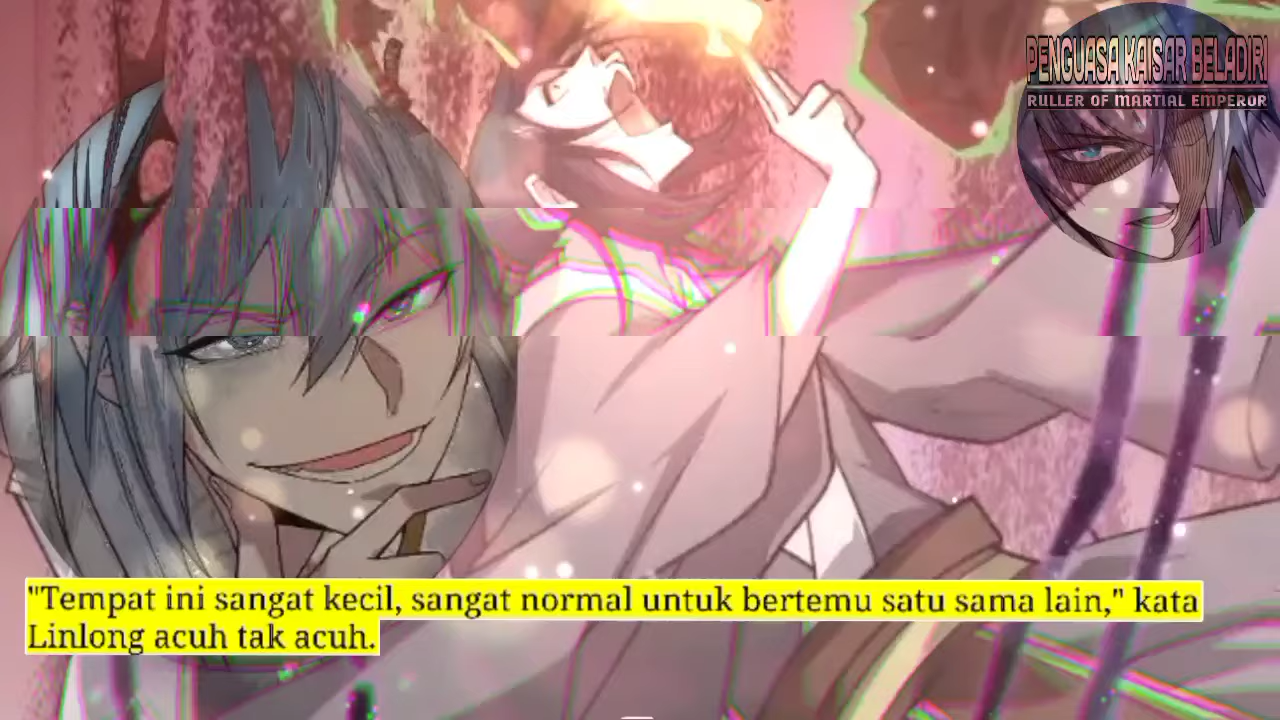 PENGUASA KAISAR BELADIRI
RULLER OF MARTIAL EMPEROR
"Tempat ini sangat kecil, sangat normal untuk bertemu satu sama lain," kata
Linlong acuh tak acuh.